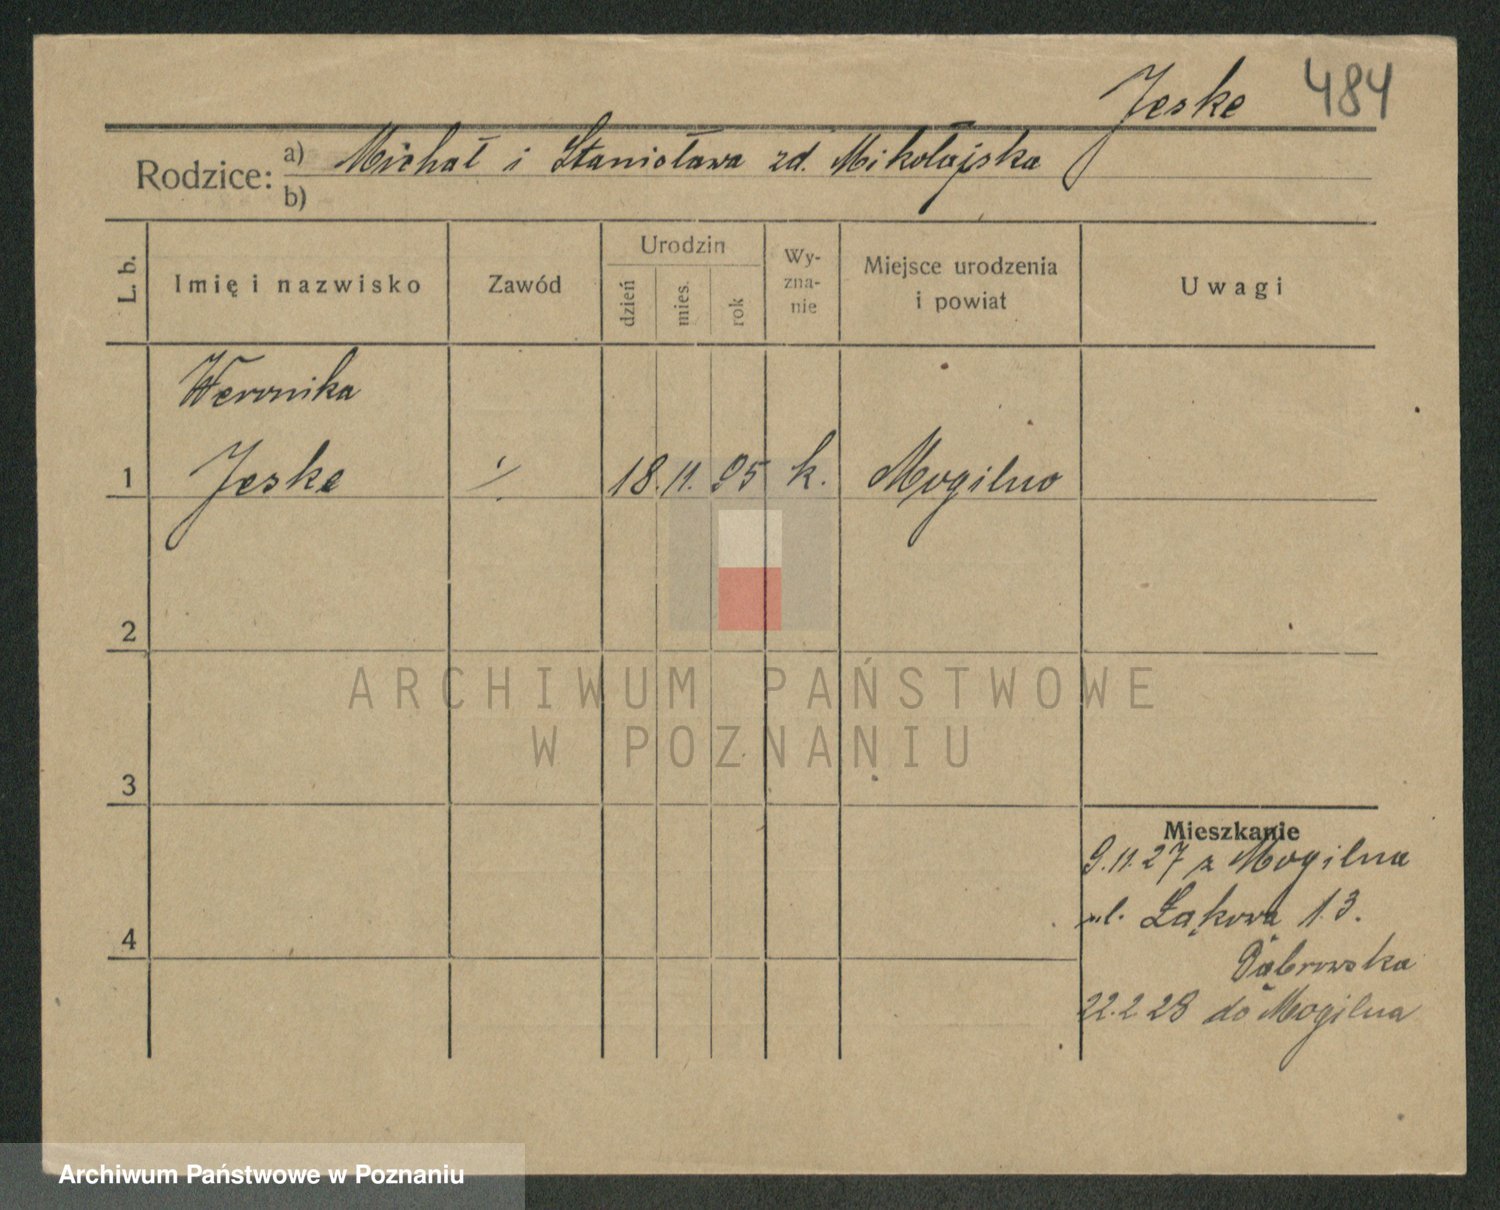 Jeske 484
Rodzice: a) Michał i Stanisława zd. Mikołajska
b)
L. b.
Imię i nazwisko
Zawód
Urodzin
dzień
mies.
rok
Wy-
zna-
nie
Miejsce urodzenia
i powiat
Uwagi
Weronika
1 Jeske ./. 18. 11. 95 k. Mogilno
2
ARCHIWUM PAŃSTWOWE
W POZNANIU
3
Mieszkanie
9.11.27 z Mogilna
ul. Łąkowa 13.
Dąbrowska
4
22.2 28 do Mogilna
Archiwum Państwowe w Poznaniu